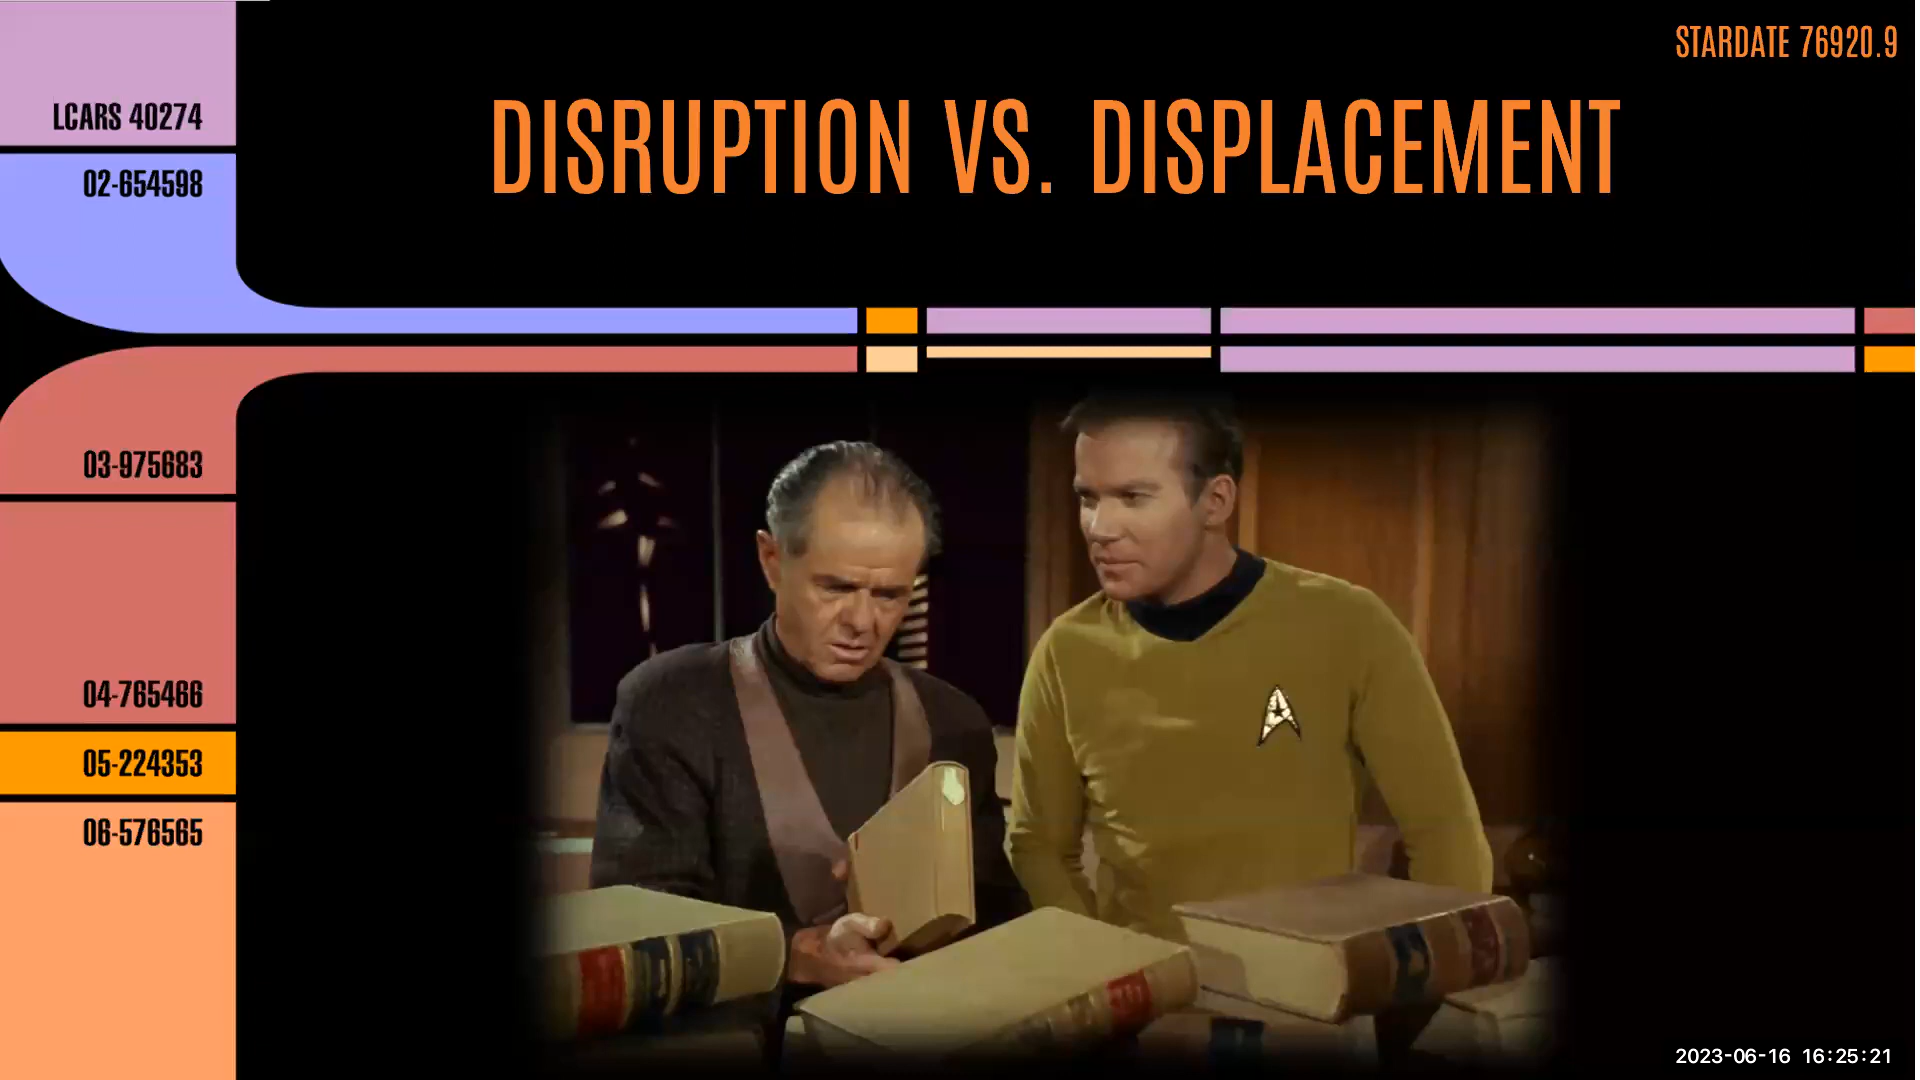 STARDATE 76920.9
LCARS 40274
DISRUPTION VS. DISPLACEMENT
02-654598
03-975683
04-765466
05-224353
06-576565
2023-06-16 16:25:21